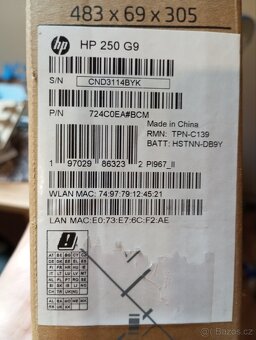 483 x 69 x 305
hp HP 250 G9
S/N CND3114BYK
P/N 724C0EA#BCM
Made in China
RMN: TPN-C139
BATT: HSTNN-DB9Y
1 97029 86323 2 PI967_II
WLAN MAC: 74:97:79:12:45:21
LAN MAC: E0:73:E7:6C:F2:AE
Sbazoš.cz